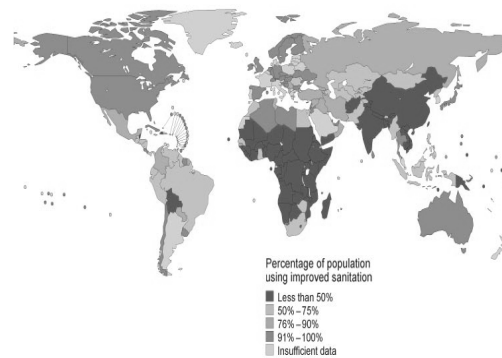 Percentage of population
using improved sanitation
Less than 50%
50% –75%
76% –90%
91% –100%
Insufficient data